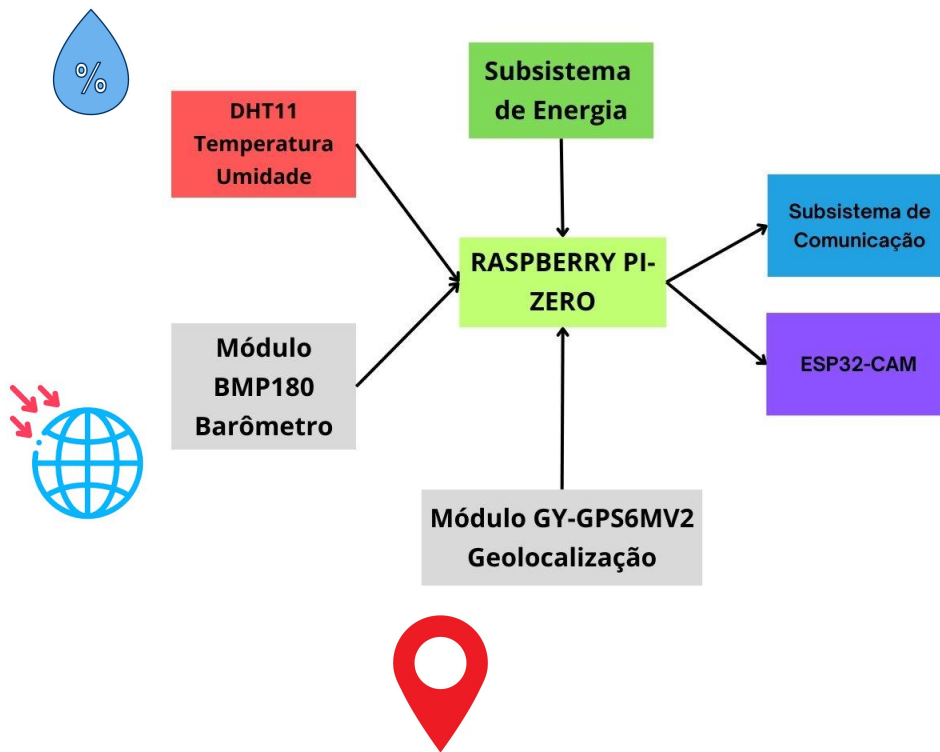 %
DHT11
Temperatura
Umidade
Subsistema
de Energia
RASPBERRY PI-
ZERO
Subsistema de
Comunicação
ESP32-CAM
Módulo
BMP180
Barômetro
Módulo GY-GPS6MV2
Geolocalização